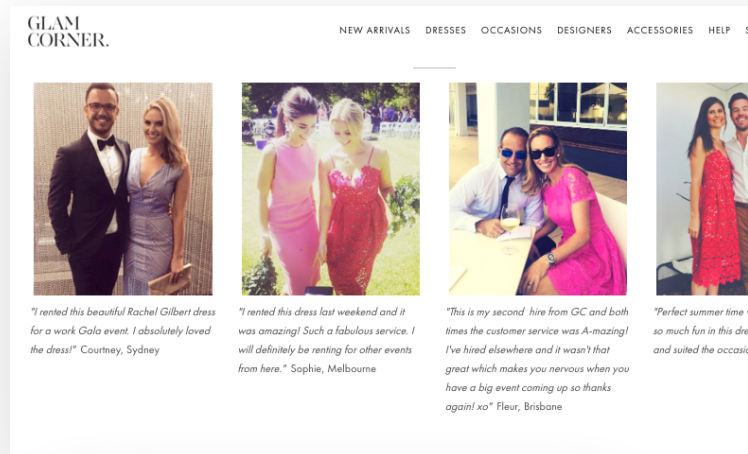 GLAM
CORNER.
NEW ARRIVALS DRESSES OCCASIONS DESIGNERS ACCESSORIES HELP
"I rented this beautiful Rachel Gilbert dress
for a work Gala event. I absolutely loved
the dress!" Courtney, Sydney
"I rented this dress last weekend and it
was amazing! Such a fabulous service. I
will definitely be renting for other events
from here." Sophie, Melbourne
"This is my second hire from GC and both
times the customer service was A-mazing!
I've hired elsewhere and it wasn't that
great which makes you nervous when you
have a big event coming up so thanks
again! xo" Fleur, Brisbane
"Perfect summer time
so much fun in this
and suited the